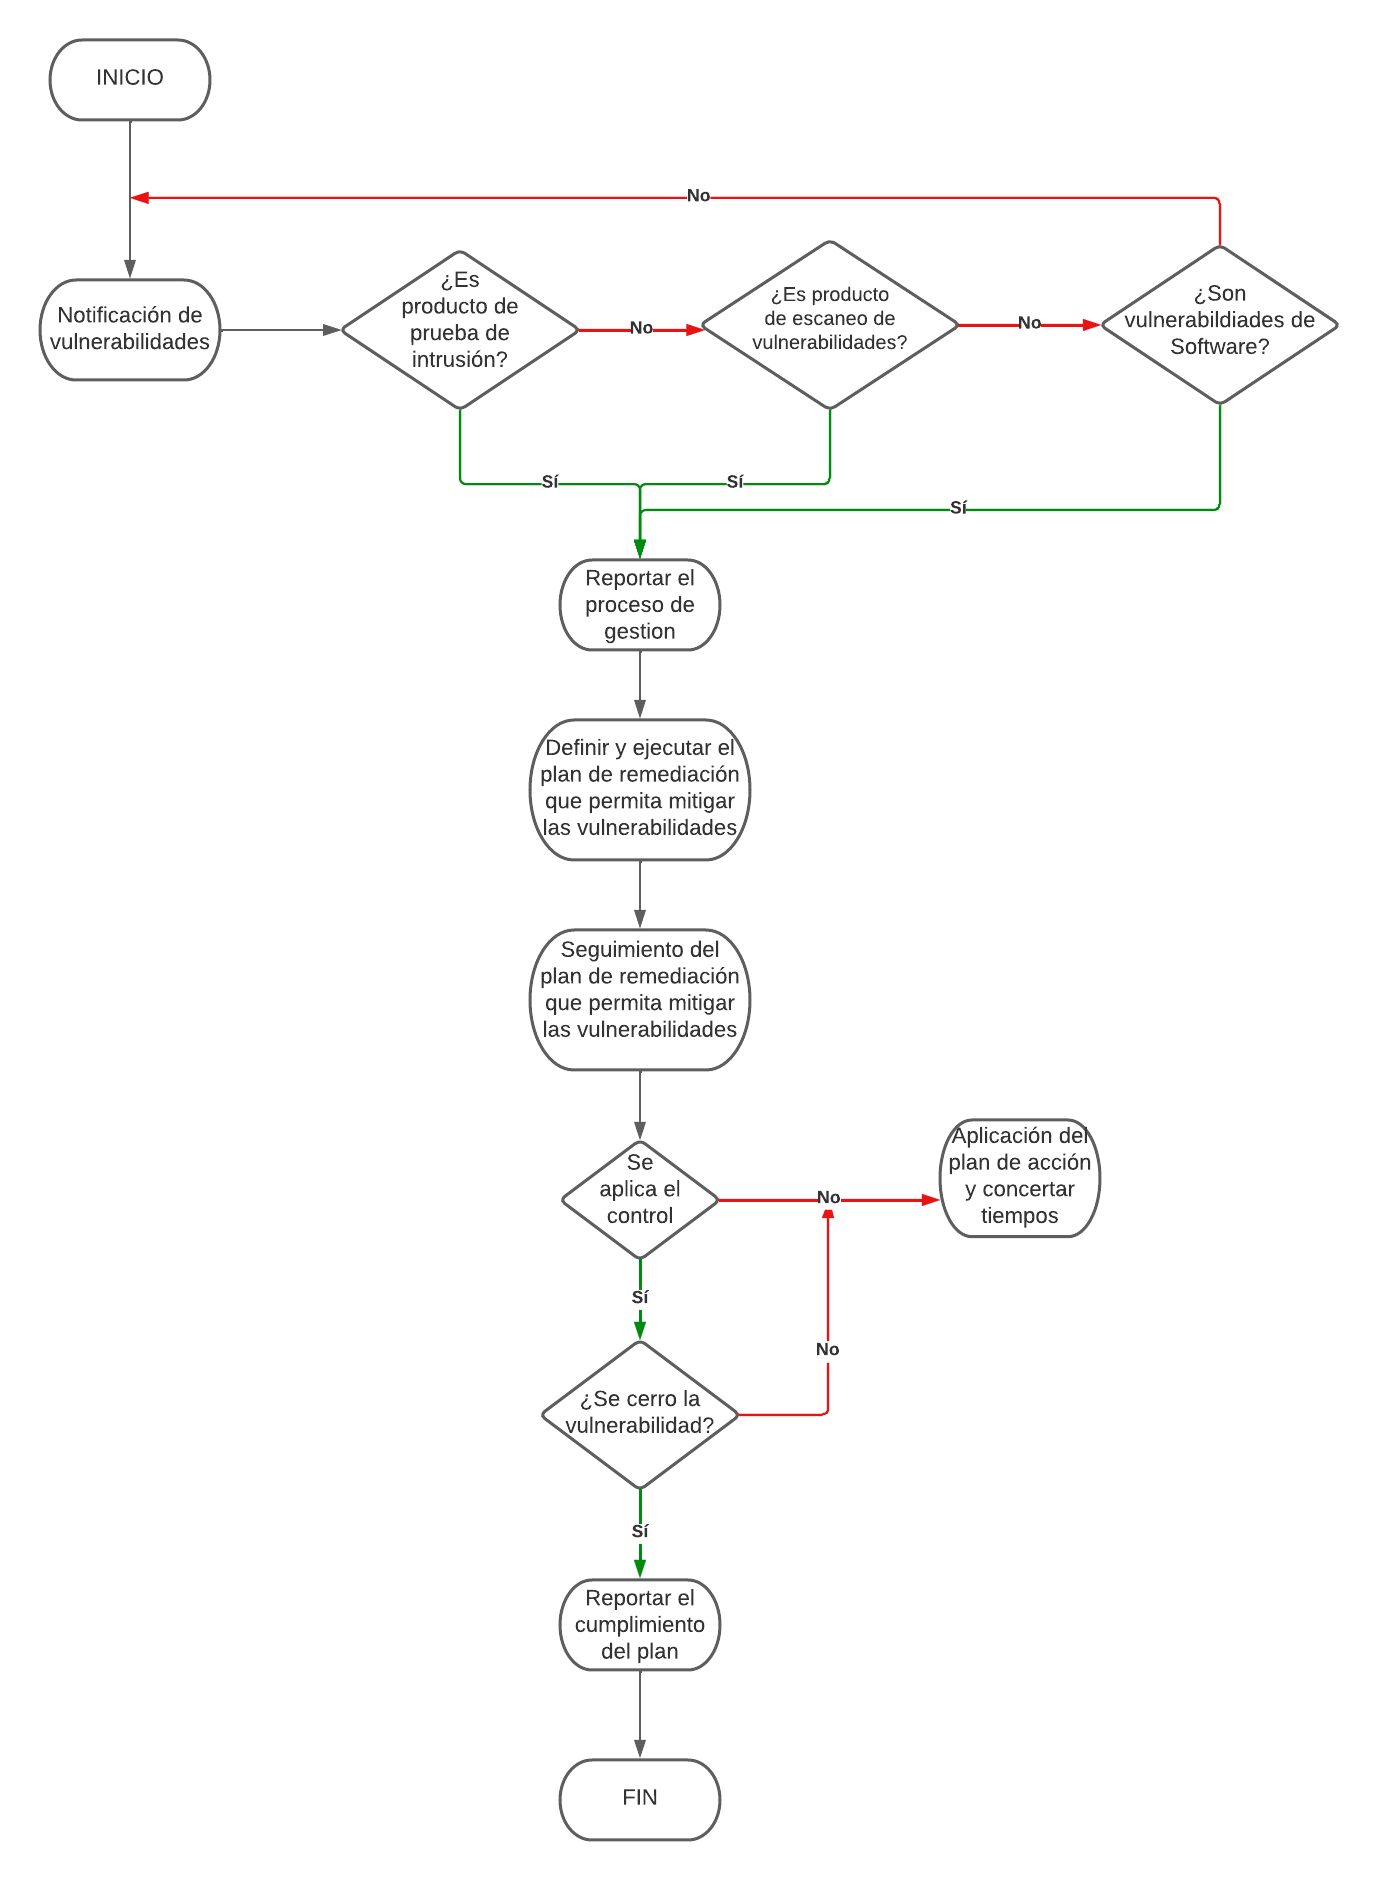 INICIO
No
Notificación de
vulnerabilidades
¿Es
producto de
prueba de
intrusión?
No
¿Es producto
de escaneo de
vulnerabilidades?
No
¿Son
vulnerabildiades de
Software?
Sí
Sí
Sí
Reportar el
proceso de
gestion
Definir y ejecutar el
plan de remediación
que permita mitigar
las vulnerabilidades
Seguimiento del
plan de remediación
que permita mitigar
las vulnerabilidades
Se
aplica el
control
No
Aplicación del
plan de acción
y concertar
tiempos
Sí
No
¿Se cerro la
vulnerabilidad?
Sí
Reportar el
cumplimiento
del plan
FIN